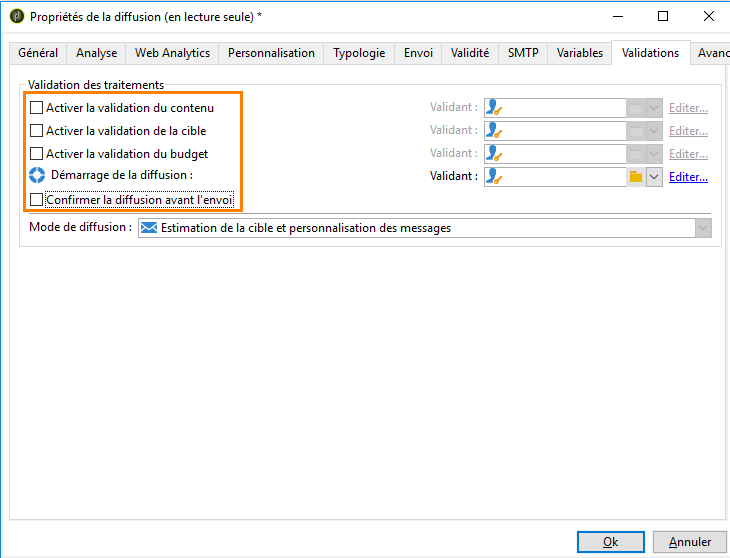 Propriétés de la diffusion (en lecture seule) *
Général Analyse Web Analytics Personnalisation Typologie Envoi Validité SMTP Variables Validations Avanc
Validation des traitements
Activer la validation du contenu Validant : Editer...
Activer la validation de la cible Validant : Editer...
Activer la validation du budget Validant : Editer...
Démarrage de la diffusion : Validant : Editer...
Confirmer la diffusion avant l'envoi
Mode de diffusion : Estimation de la cible et personnalisation des messages
Ok Annuler